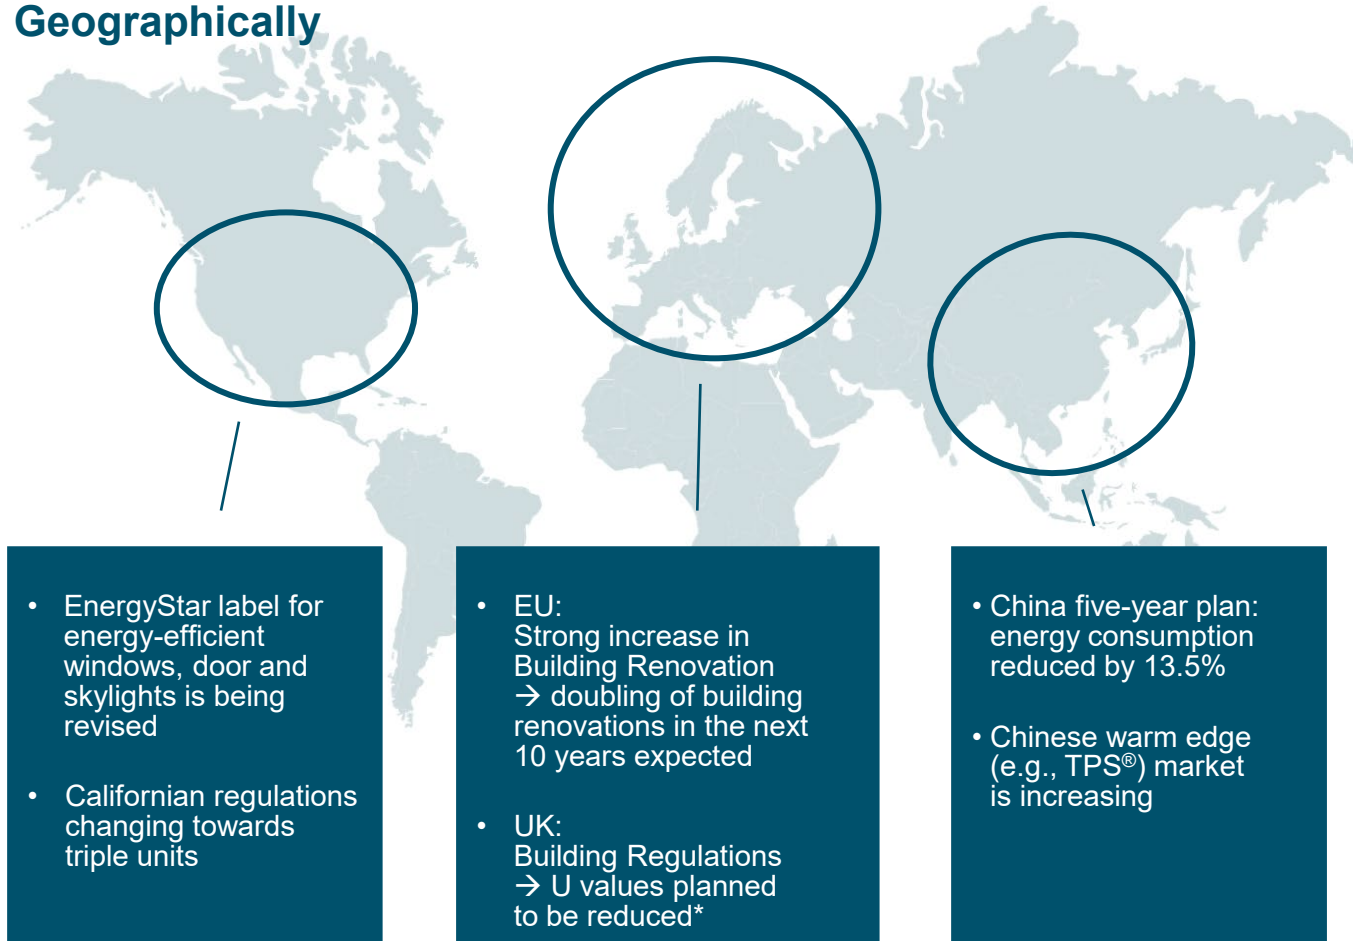 Geographically
• EnergyStar label for
energy-efficient
windows, door and
skylights is being
revised
• Californian regulations
changing towards
triple units
• EU:
Strong increase in
Building Renovation
→ doubling of building
renovations in the next
10 years expected
• UK:
Building Regulations
→ U values planned
to be reduced*
• China five-year plan:
energy consumption
reduced by 13.5%
• Chinese warm edge
(e.g., TPS®) market
is increasing